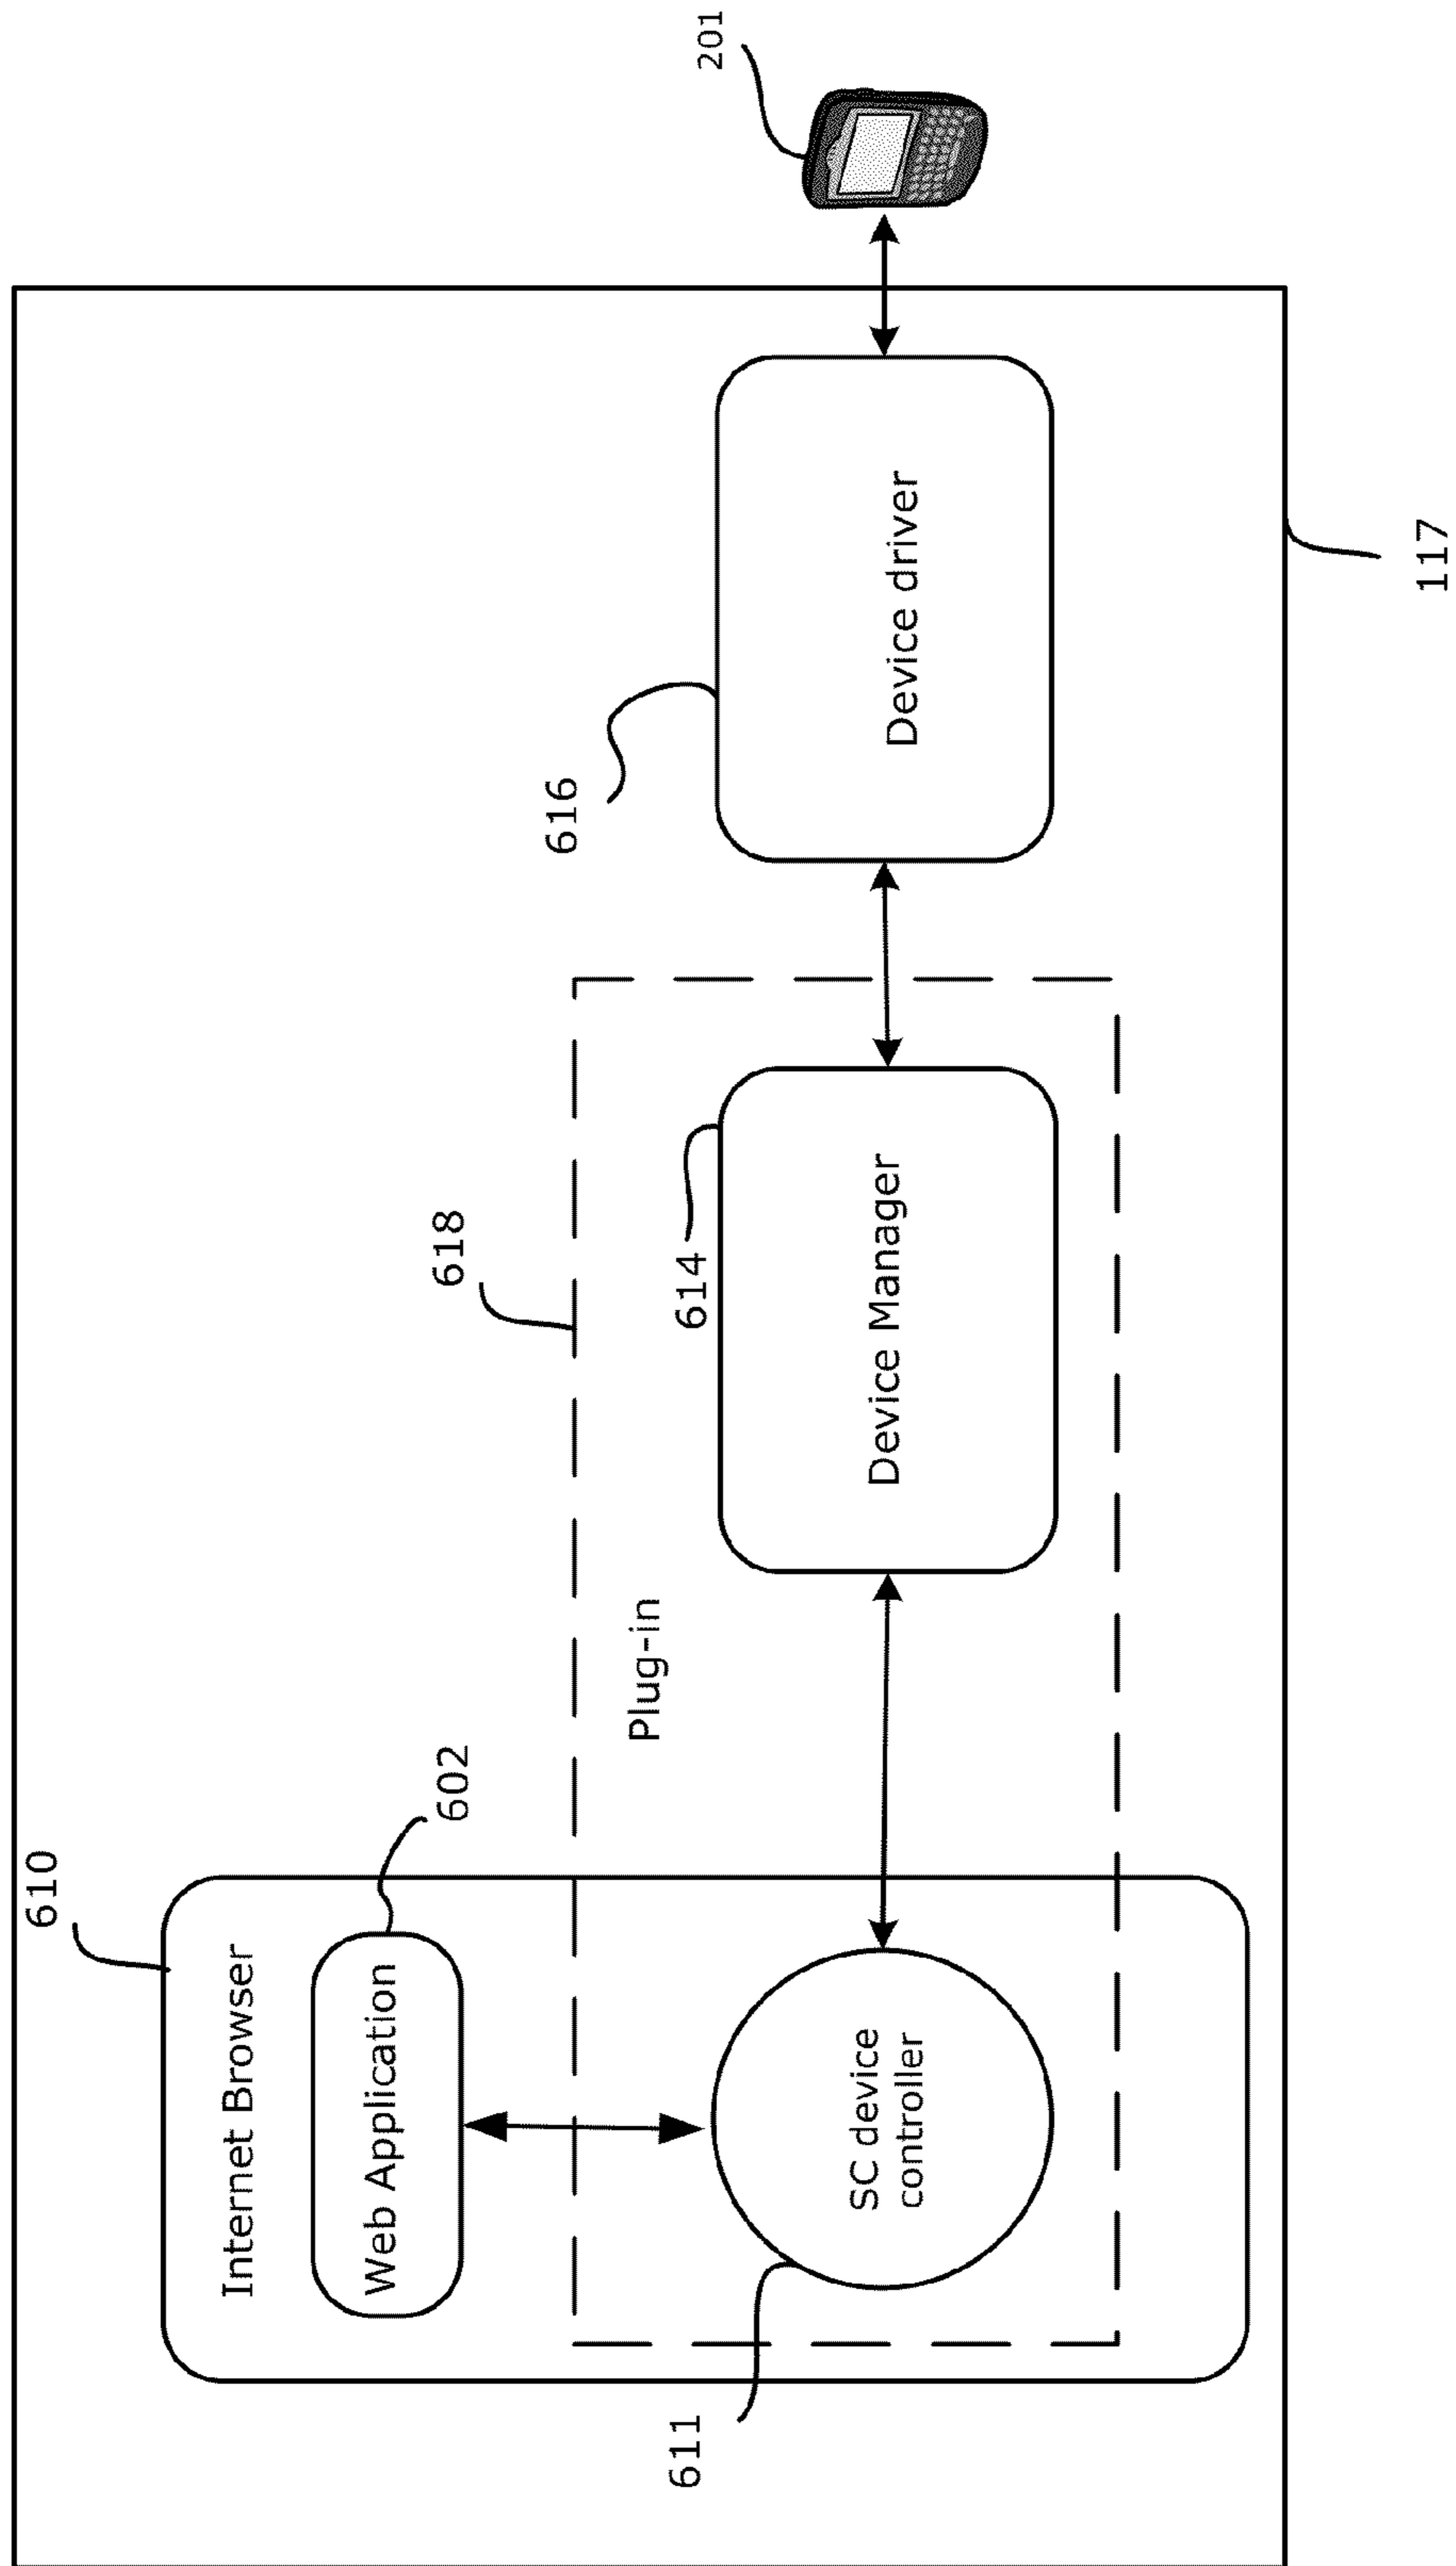 610
Internet Browser
602
Web Application
611
SC device
controller
618
Plug-in
614
Device Manager
616
Device driver
201
117